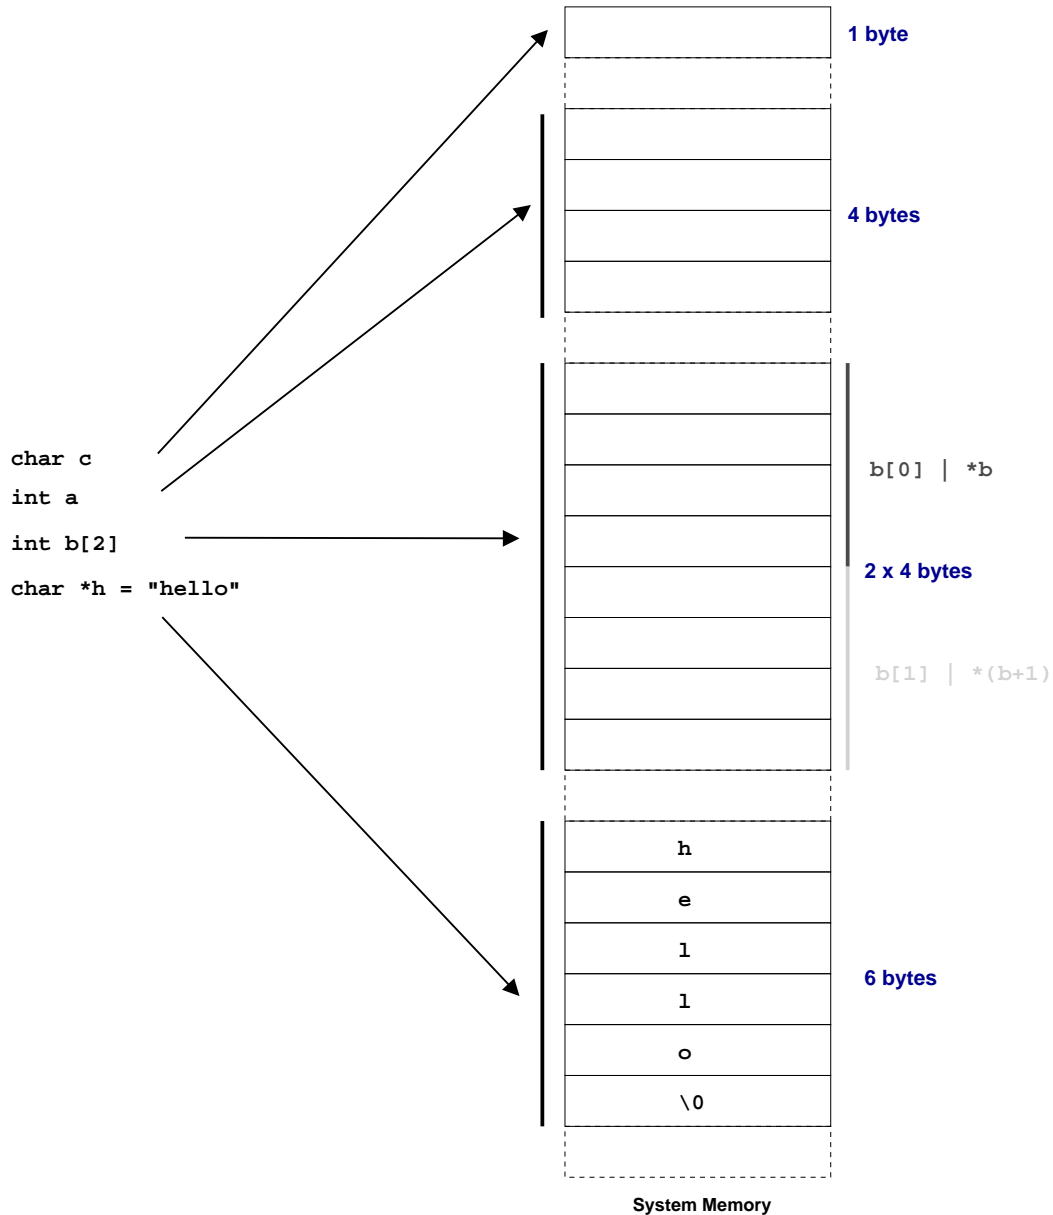 1 byte
4 bytes
char c
int a
int b[2]
char *h = "hello"
b[0] | *b
2 x 4 bytes
b[1] | *(b+1)
h
e
l
l
o
\0
6 bytes
System Memory